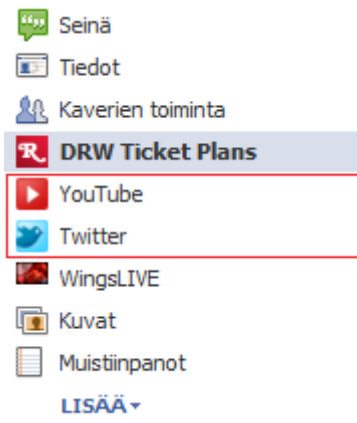 Seinä
Tiedot
Kaverien toiminta
DRW Ticket Plans
YouTube
Twitter
WingsLIVE
Kuvat
Muistiinpanot
LISÄÄ